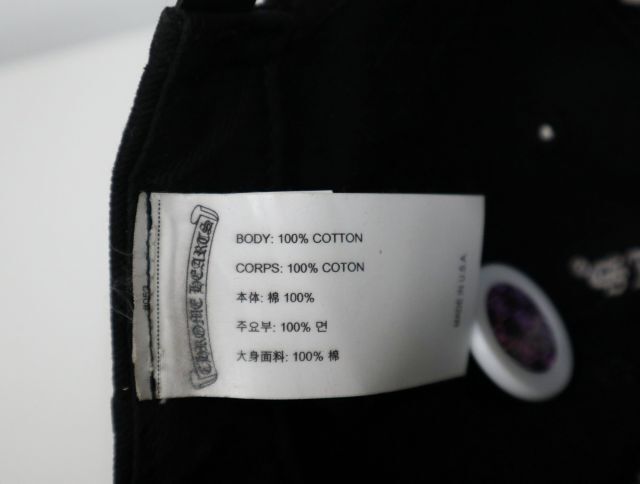 CHROME HEARTS
BODY: 100% COTTON
CORPS: 100% COTON
本体: 棉 100%
주요부: 100% 면
大身面料: 100% 棉
MADE IN U.S.A.